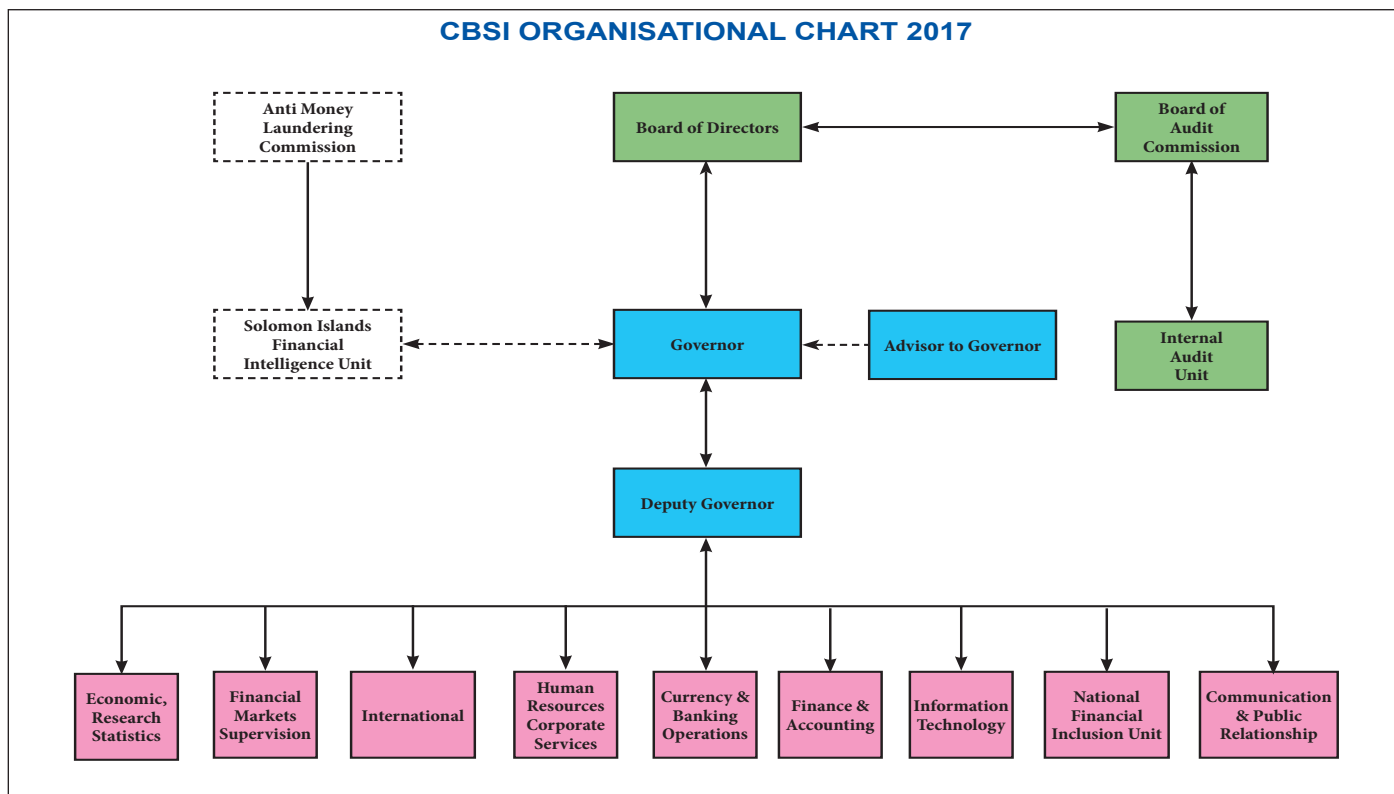 CBSI ORGANISATIONAL CHART 2017
Anti Money
Laundering
Commission
Board of Directors
Board of
Audit
Commission
Solomon Islands
Financial
Intelligence Unit
Governor
Advisor to Governor
Internal
Audit
Unit
Deputy Governor
Economic,
Research
Statistics
Financial
Markets
Supervision
International
Human
Resources
Corporate
Services
Currency &
Banking
Operations
Finance &
Accounting
Information
Technology
National
Financial
Inclusion Unit
Communication
& Public
Relationship